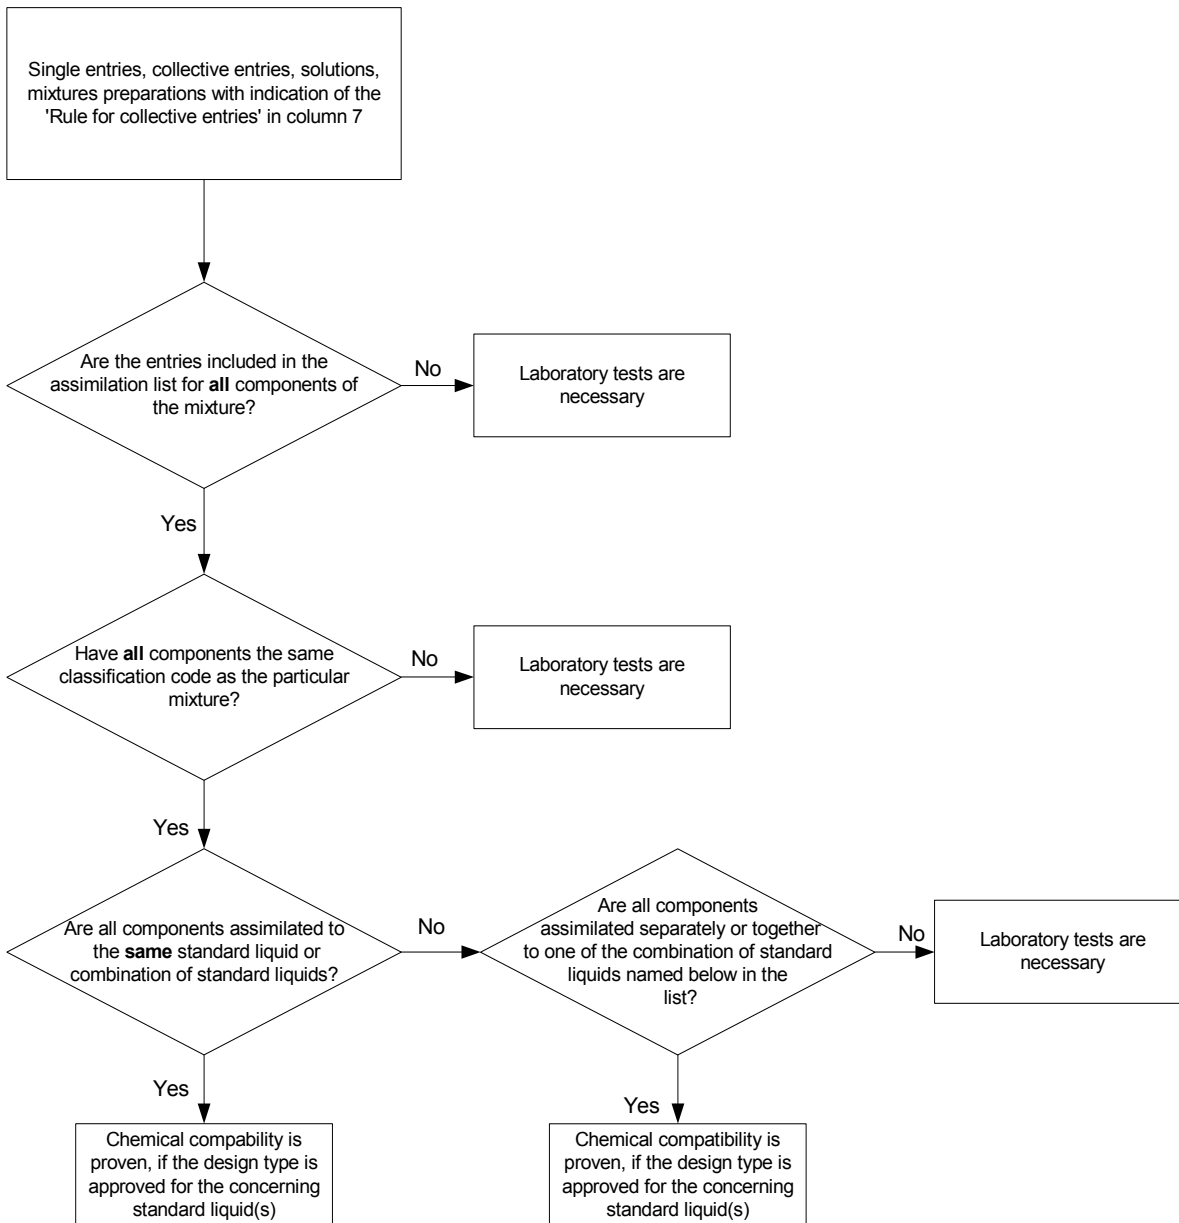 Single entries, collective entries, solutions,
mixtures preparations with indication of the
'Rule for collective entries' in column 7
Are the entries included in the
assimilation list for all components of
the mixture?
No
Laboratory tests are
necessary
Yes
Have all components the same
classification code as the particular
mixture?
No
Laboratory tests are
necessary
Yes
Are all components assimilated to
the same standard liquid or
combination of standard liquids?
No
Are all components
assimilated separately or together
to one of the combination of standard
liquids named below in the
list?
No
Laboratory tests are
necessary
Yes
Chemical compability is
proven, if the design type is
approved for the concerning
standard liquid(s)
Yes
Chemical compatibility is
proven, if the design type is
approved for the concerning
standard liquid(s)